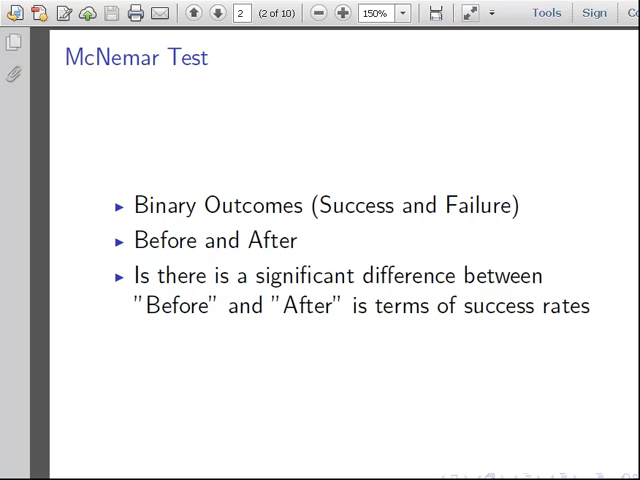 2 (2 of 10) 150% Tools Sign
McNemar Test
Binary Outcomes (Success and Failure)
Before and After
Is there is a significant difference between
"Before" and "After" is terms of success rates